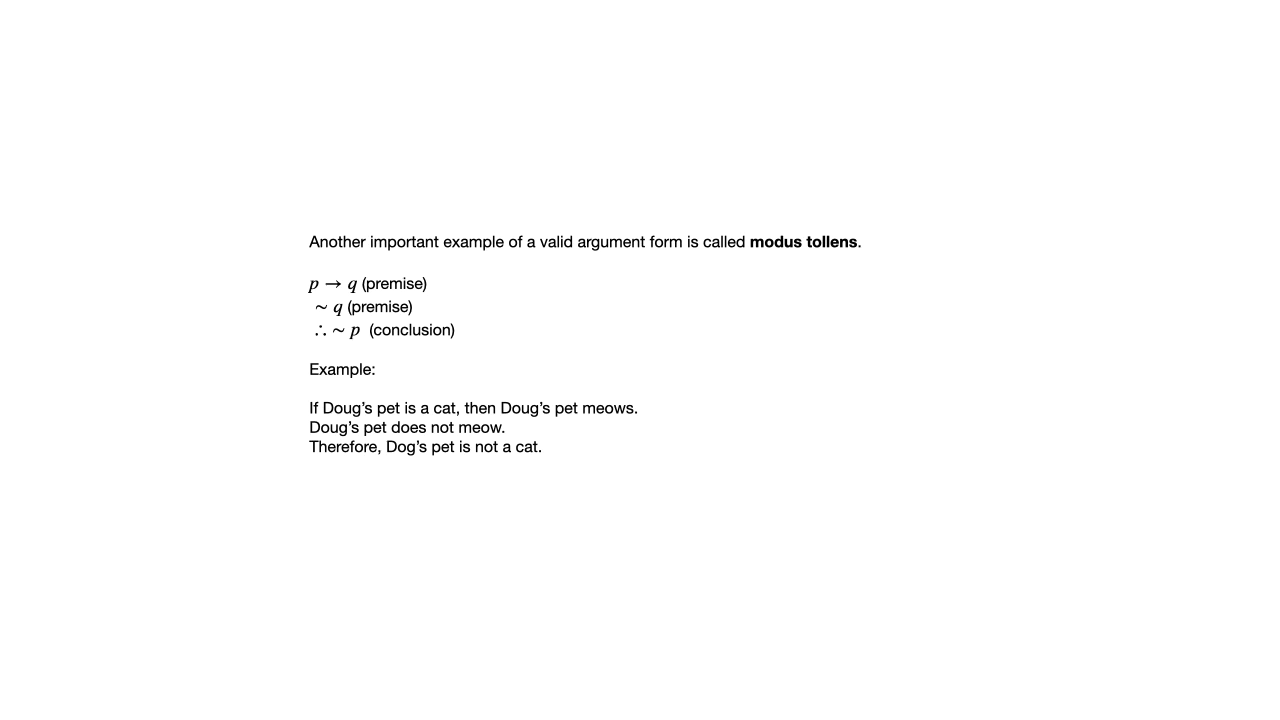 Another important example of a valid argument form is called modus tollens.
p → q (premise)
~ q (premise)
∴ ~ p (conclusion)
Example:
If Doug’s pet is a cat, then Doug’s pet meows.
Doug’s pet does not meow.
Therefore, Dog’s pet is not a cat.